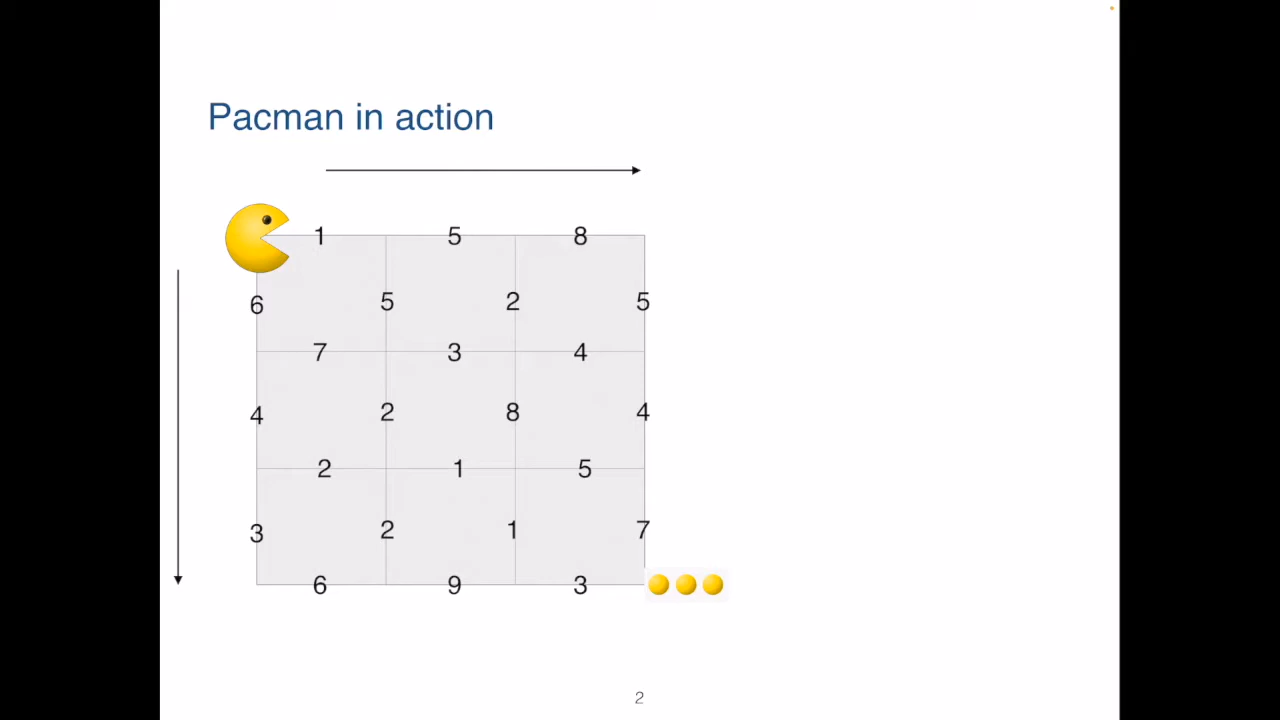 Pacman in action
1 5 8
6 5 2 5
7 3 4
4 2 8 4
2 1 5
3 2 1 7
6 9 3
2